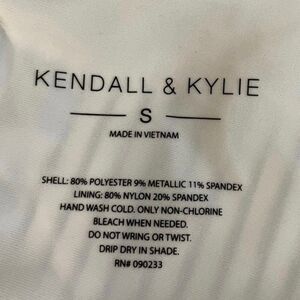 KENDALL & KYLIE
S
MADE IN VIETNAM
SHELL: 80% POLYESTER 9% METALLIC 11% SPANDEX
LINING: 80% NYLON 20% SPANDEX
HAND WASH COLD. ONLY NON-CHLORINE
BLEACH WHEN NEEDED.
DO NOT WRING OR TWIST.
DRIP DRY IN SHADE.
RN# 090233